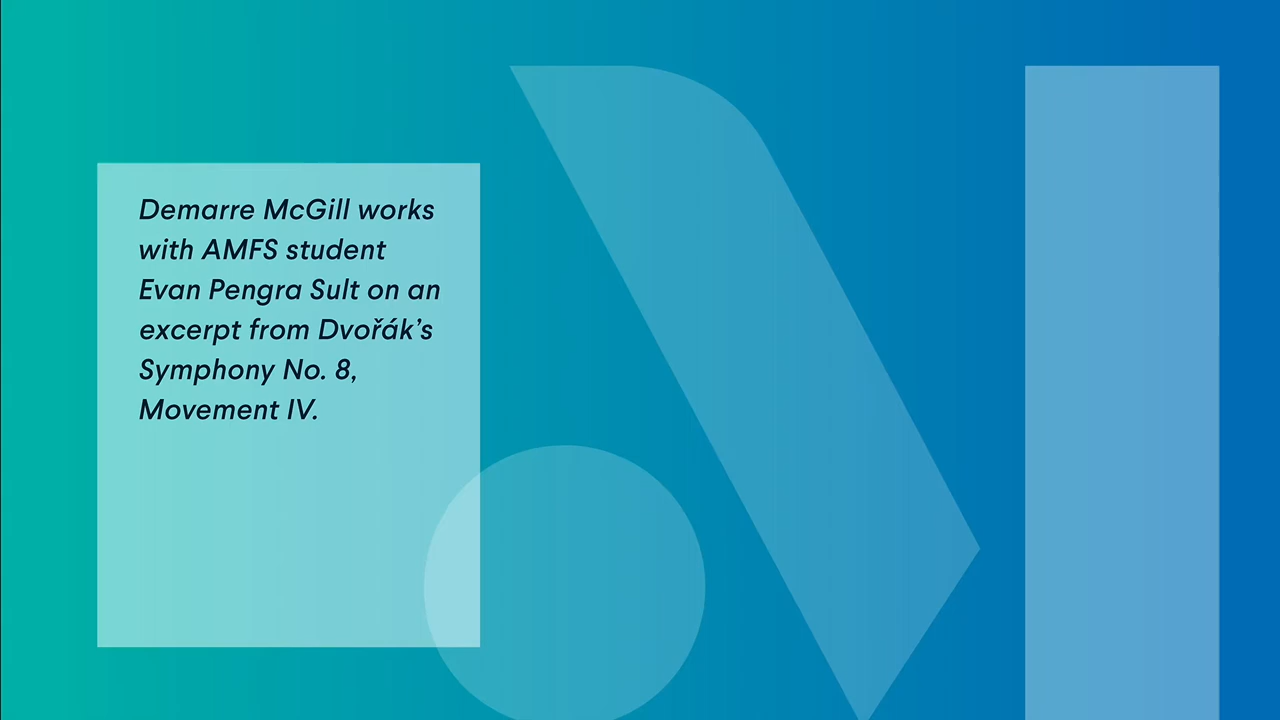 Demarre McGill works
with AMFS student
Evan Pengra Sult on an
excerpt from Dvořák’s
Symphony No. 8,
Movement IV.